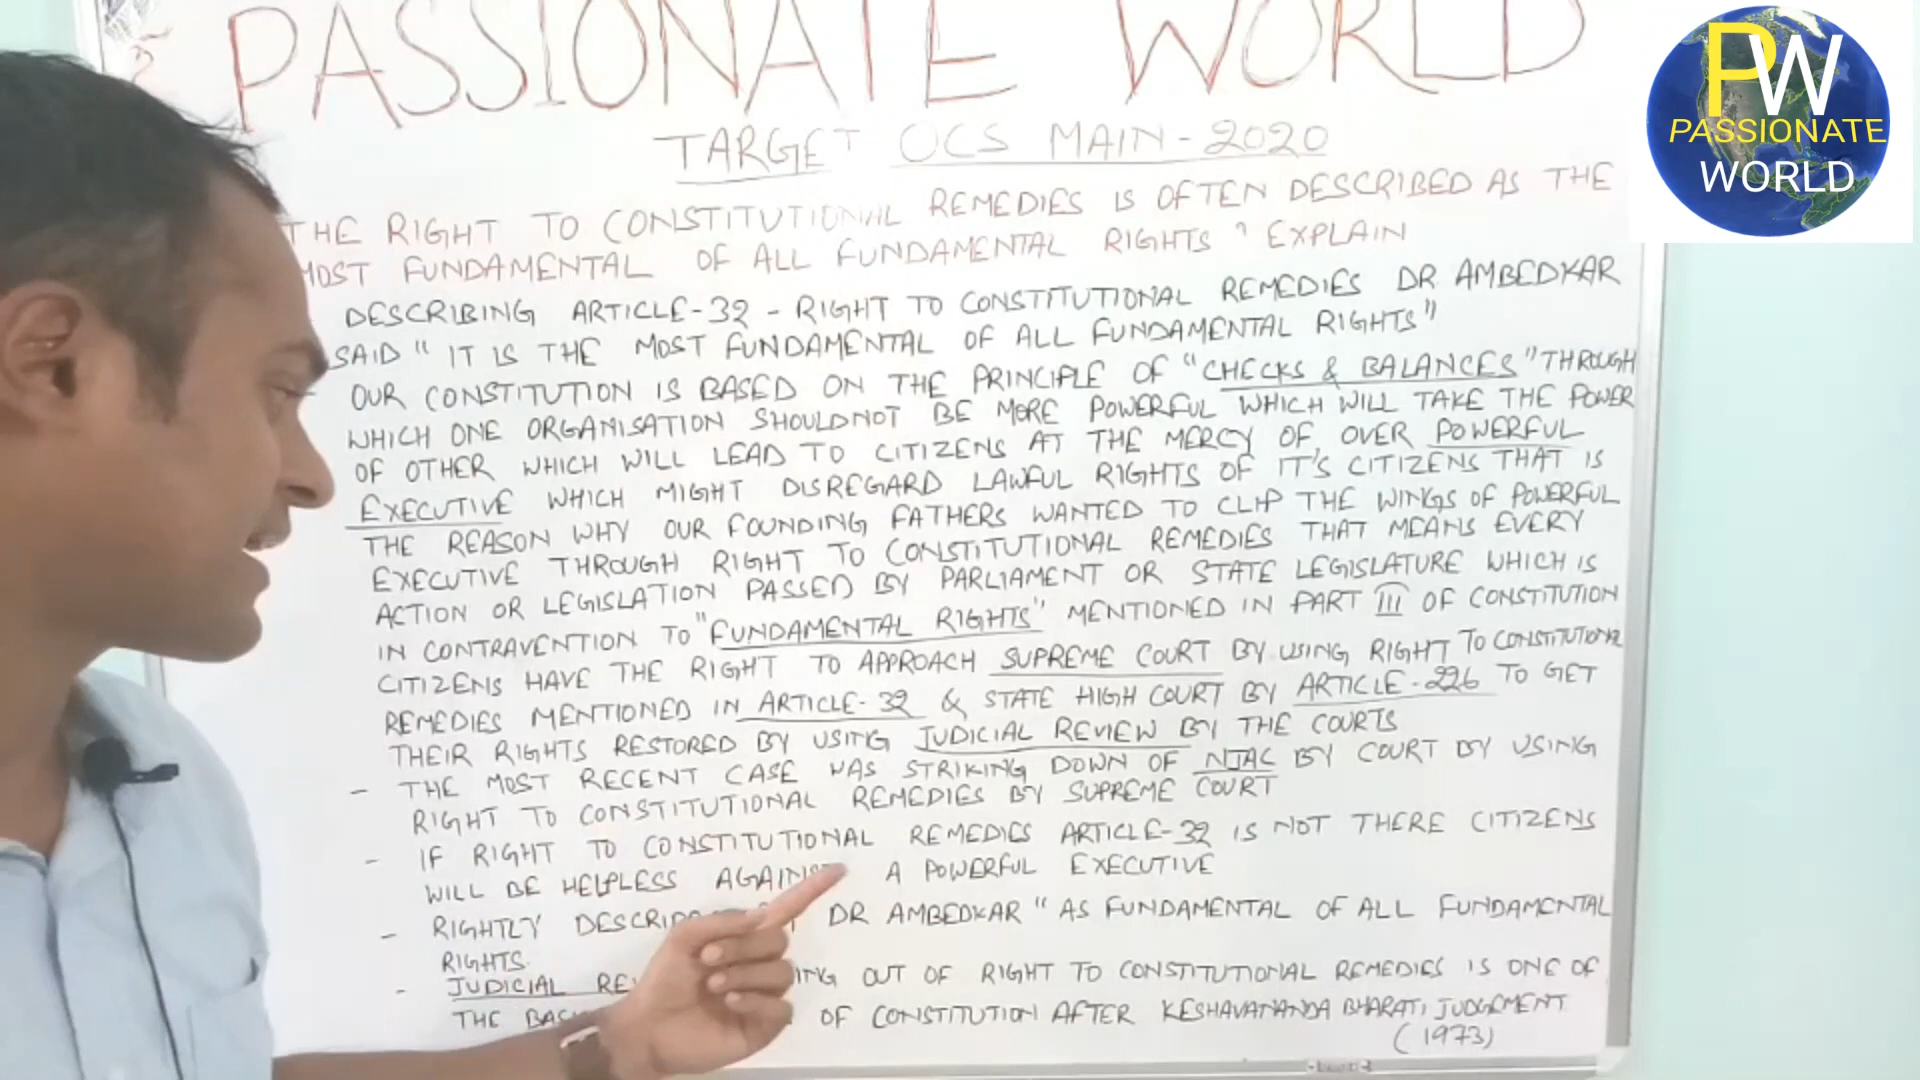 PASSIONATE WORLD
PW
PASSIONATE
WORLD
TARGET OCS MAIN - 2020
THE RIGHT TO CONSTITUTIONAL REMEDIES IS OFTEN DESCRIBED AS THE
MOST FUNDAMENTAL OF ALL FUNDAMENTAL RIGHTS" EXPLAIN
DESCRIBING ARTICLE-32 - RIGHT TO CONSTITUTIONAL REMEDIES DR AMBEDKAR
SAID "IT IS THE MOST FUNDAMENTAL OF ALL FUNDAMENTAL RIGHTS"
OUR CONSTITUTION IS BASED ON THE PRINCIPLE OF "CHECKS & BALANCES" THROUGH
WHICH ONE ORGANISATION SHOULDNOT BE MORE POWERFUL WHICH WILL TAKE THE POWER
OF OTHER WHICH WILL LEAD TO CITIZENS AT THE MERCY OF OVER POWERFUL
EXECUTIVE WHICH MIGHT DISREGARD LAWFUL RIGHTS OF IT'S CITIZENS THAT IS
THE REASON WHY OUR FOUNDING FATHERS WANTED TO CLIP THE WINGS OF POWERFUL
EXECUTIVE THROUGH RIGHT TO CONSTITUTIONAL REMEDIES THAT MEANS EVERY
ACTION OR LEGISLATION PASSED BY PARLIAMENT OR STATE LEGISLATURE WHICH IS
IN CONTRAVENTION TO "FUNDAMENTAL RIGHTS" MENTIONED IN PART III OF CONSTITUTION
CITIZENS HAVE THE RIGHT TO APPROACH SUPREME COURT BY USING RIGHT TO CONSTITUTIONAL
REMEDIES MENTIONED IN ARTICLE-32 & STATE HIGH COURT BY ARTICLE-226 TO GET
THEIR RIGHTS RESTORED BY USING JUDICIAL REVIEW BY THE COURTS
- THE MOST RECENT CASE WAS STRIKING DOWN OF NJAC BY COURT BY USING
RIGHT TO CONSTITUTIONAL REMEDIES BY SUPREME COURT
- IF RIGHT TO CONSTITUTIONAL REMEDIES ARTICLE-32 IS NOT THERE CITIZENS
WILL BE HELPLESS AGAINST A POWERFUL EXECUTIVE
- RIGHTLY DR AMBEDKAR "AS FUNDAMENTAL OF ALL FUNDAMENTAL
RIGHTS.
- JUDICIAL OUT OF RIGHT TO CONSTITUTIONAL REMEDIES IS ONE OF
THE OF CONSTITUTION AFTER KESHAVANANDA BHARATI JUDGEMENT
(1973)